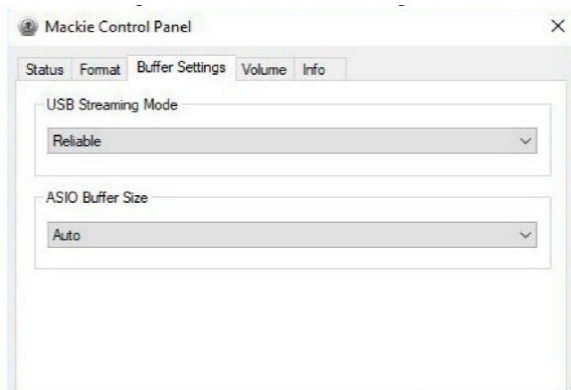 Mackie Control Panel
Status Format Buffer Settings Volume Info
USB Streaming Mode
Reliable
ASIO Buffer Size
Auto